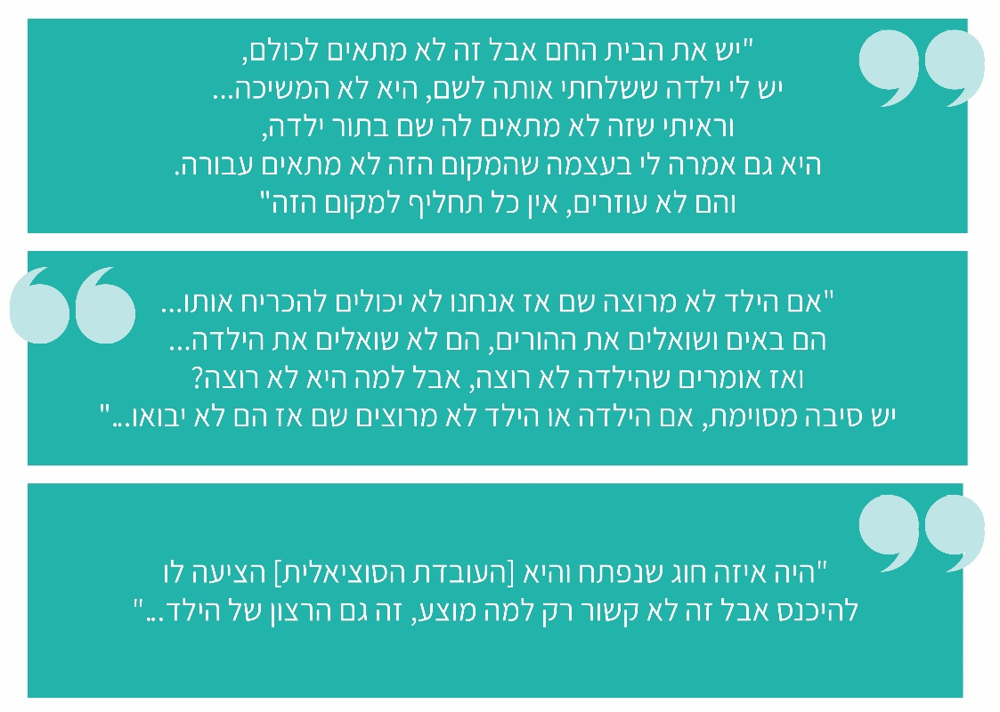 "יש את הבית החם אבל זה לא מתאים לכולם,
יש לי ילדה ששלחתי אותה לשם, היא לא המשיכה...
וראיתי שזה לא מתאים לה שם בתור ילדה,
היא גם אמרה לי בעצמה שהמקום הזה לא מתאים עבורה.
והם לא עוזרים, אין כל תחליף למקום הזה"
"אם הילד לא מרוצה שם אז אנחנו לא יכולים להכריח אותו...
הם באים ושואלים את ההורים, הם לא שואלים את הילדה...
ואז אומרים שהילדה לא רוצה, אבל למה היא לא רוצה?
יש סיבה מסוימת, אם הילדה או הילד לא מרוצים שם אז הם לא יבואו..."
"היה איזה חוג שנפתח והיא [העובדת הסוציאלית] הציעה לו
להיכנס אבל זה לא קשור רק למה מוצע, זה גם הרצון של הילד..."